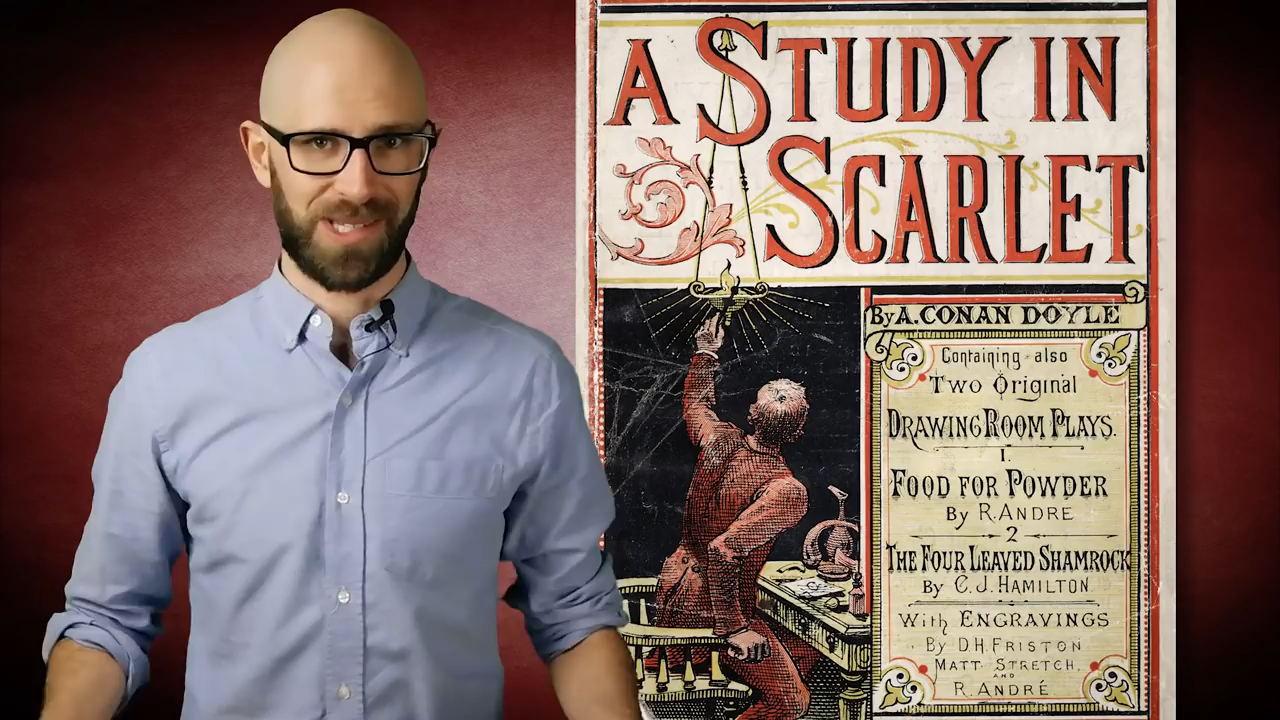 A STUDY IN
SCARLET
By A. CONAN DOYLE
Containing also
Two Original
DRAWING ROOM PLAYS.
I.
FOOD FOR POWDER
By R. ANDRE
2
THE FOUR LEAVED SHAMROCK
By C. J. HAMILTON
With ENGRAVINGS
By D.H. FRISTON
MATT STRETCH,
AND
R. ANDRÉ